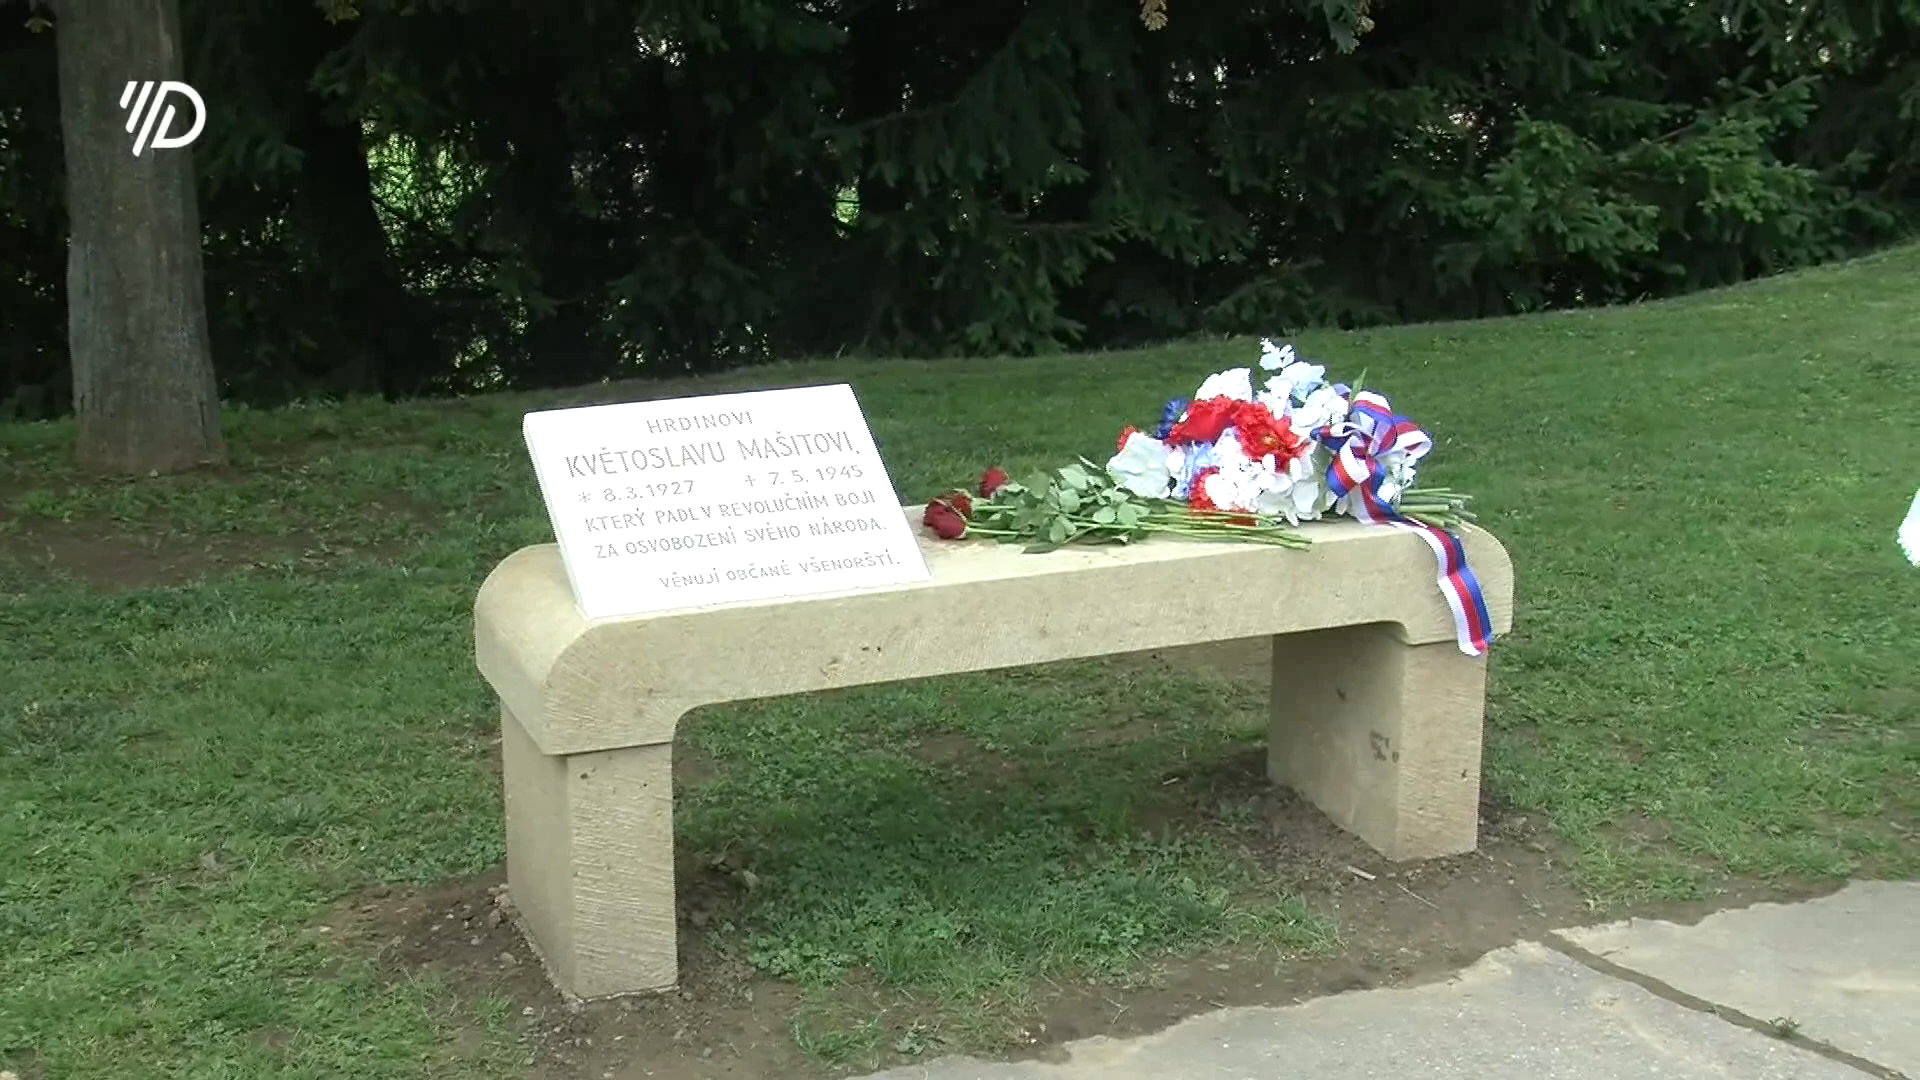 HRDINOVI
KVĚTOSLAVU MAŠITOVI,
* 8.3.1927 + 7.5.1945
KTERÝ PADL V REVOLUČNÍM BOJI
ZA OSVOBOZENÍ SVÉHO NÁRODA.
VĚNUJÍ OBČANÉ VŠENORŠTÍ.